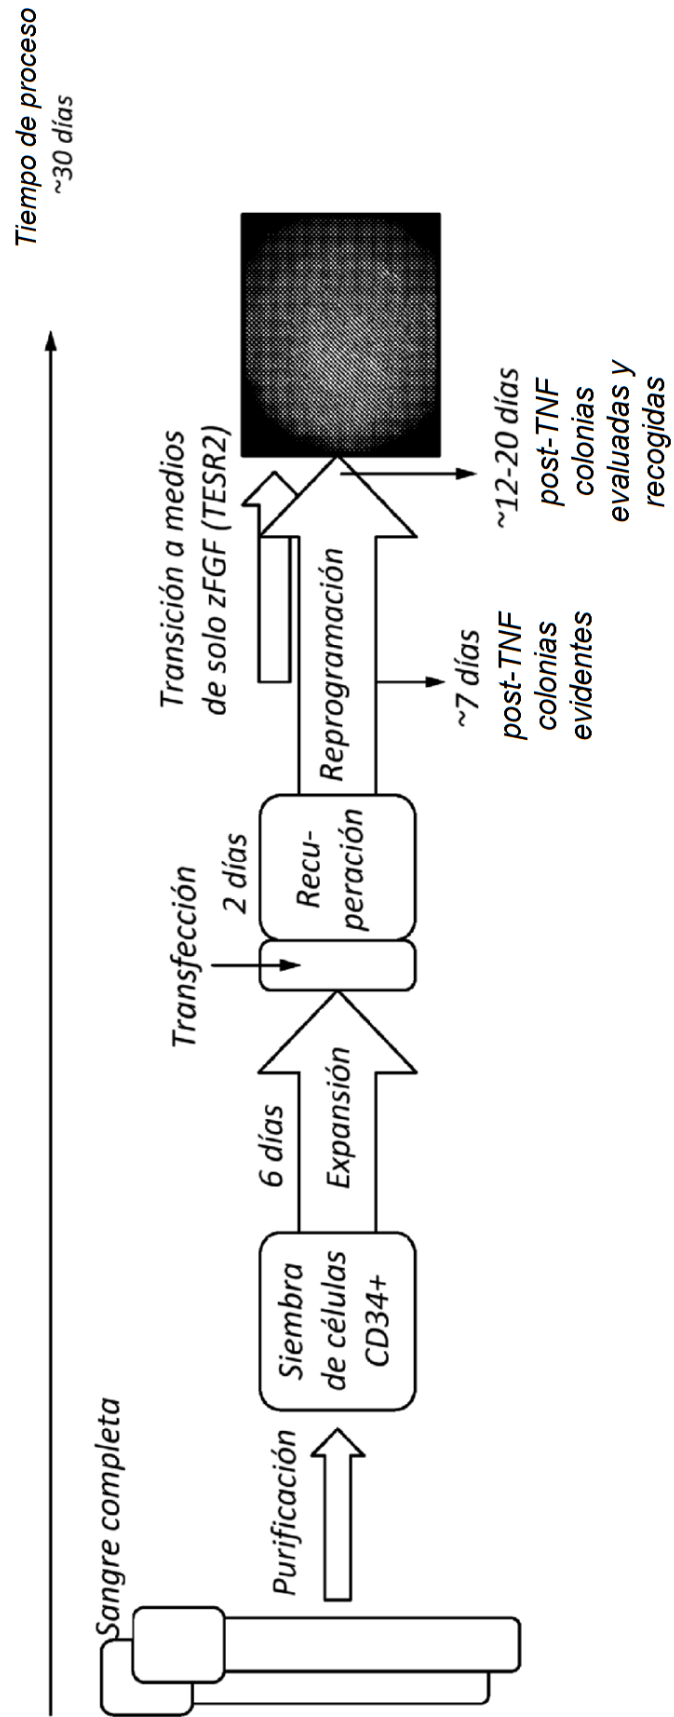 Tiempo de proceso
~30 días
Sangre completa
Purificación
Siembra
de células
CD34+
6 días
Expansión
Transfección
2 días
Recu-
peración
Transición a medios
de solo zFGF (TESR2)
Reprogramación
~7 días
post-TNF
colonias
evidentes
~12-20 días
post-TNF
colonias
evaluadas y
recogidas